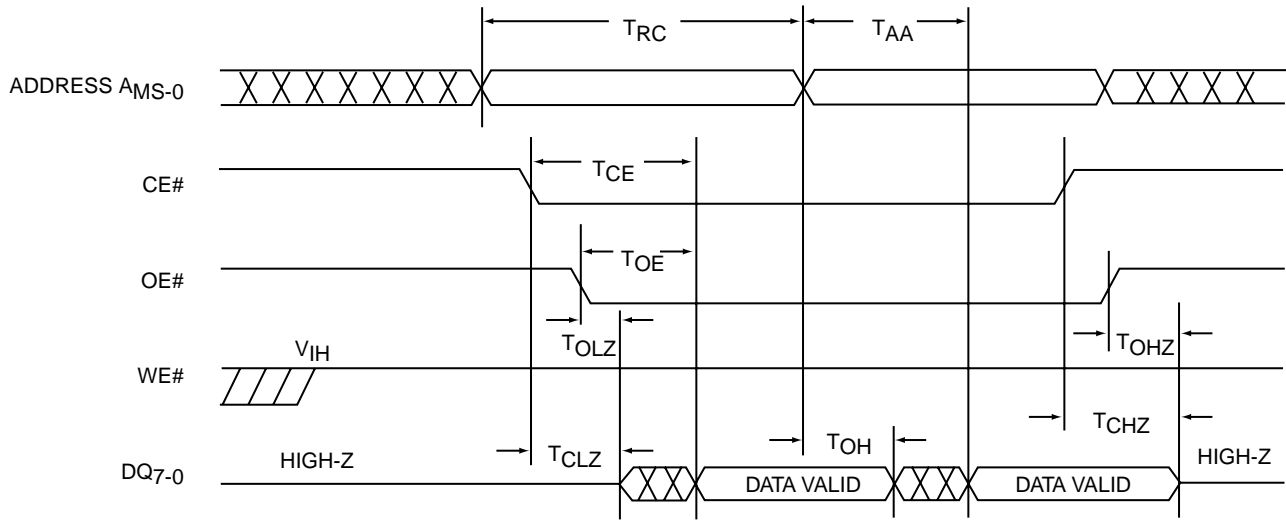 TRC TAA
ADDRESS AMS-0
TCE
CE#
TOE
OE#
TOLZ TOHZ
VIH
WE#
TCLZ TOH TCHZ
HIGH-Z HIGH-Z
DQ7-0 DATA VALID DATA VALID